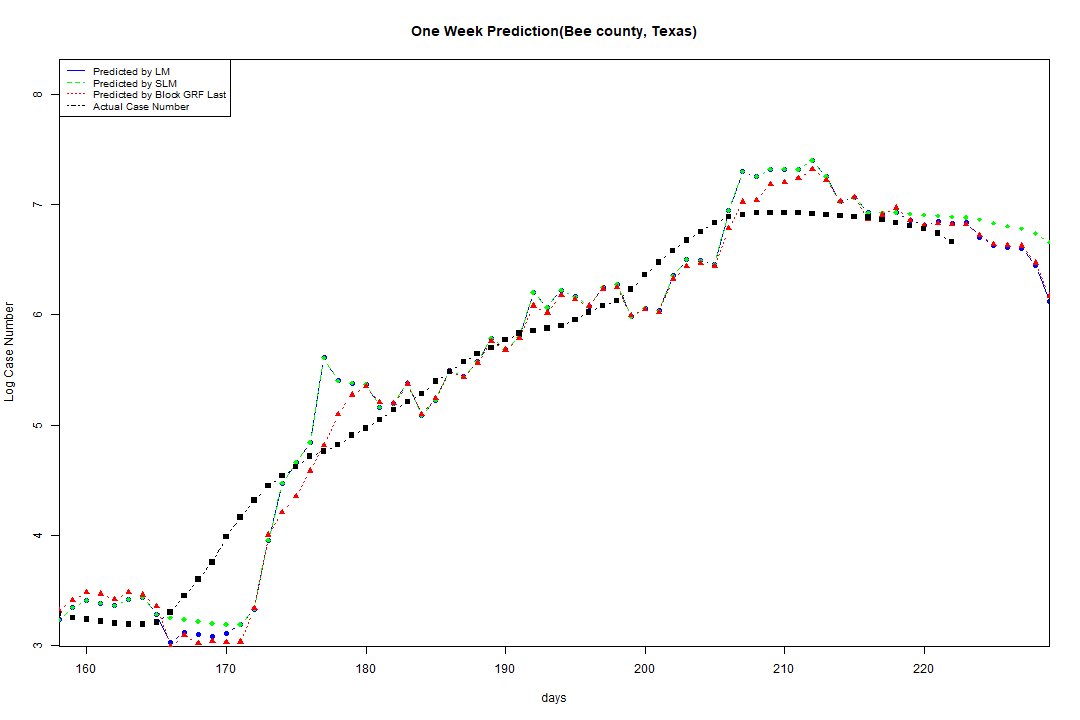 One Week Prediction(Bee county, Texas)
Predicted by LM
Predicted by SLM
Predicted by Block GRF Last
Actual Case Number
8
7
6
5
4
3
Log Case Number
160 170 180 190 200 210 220
days